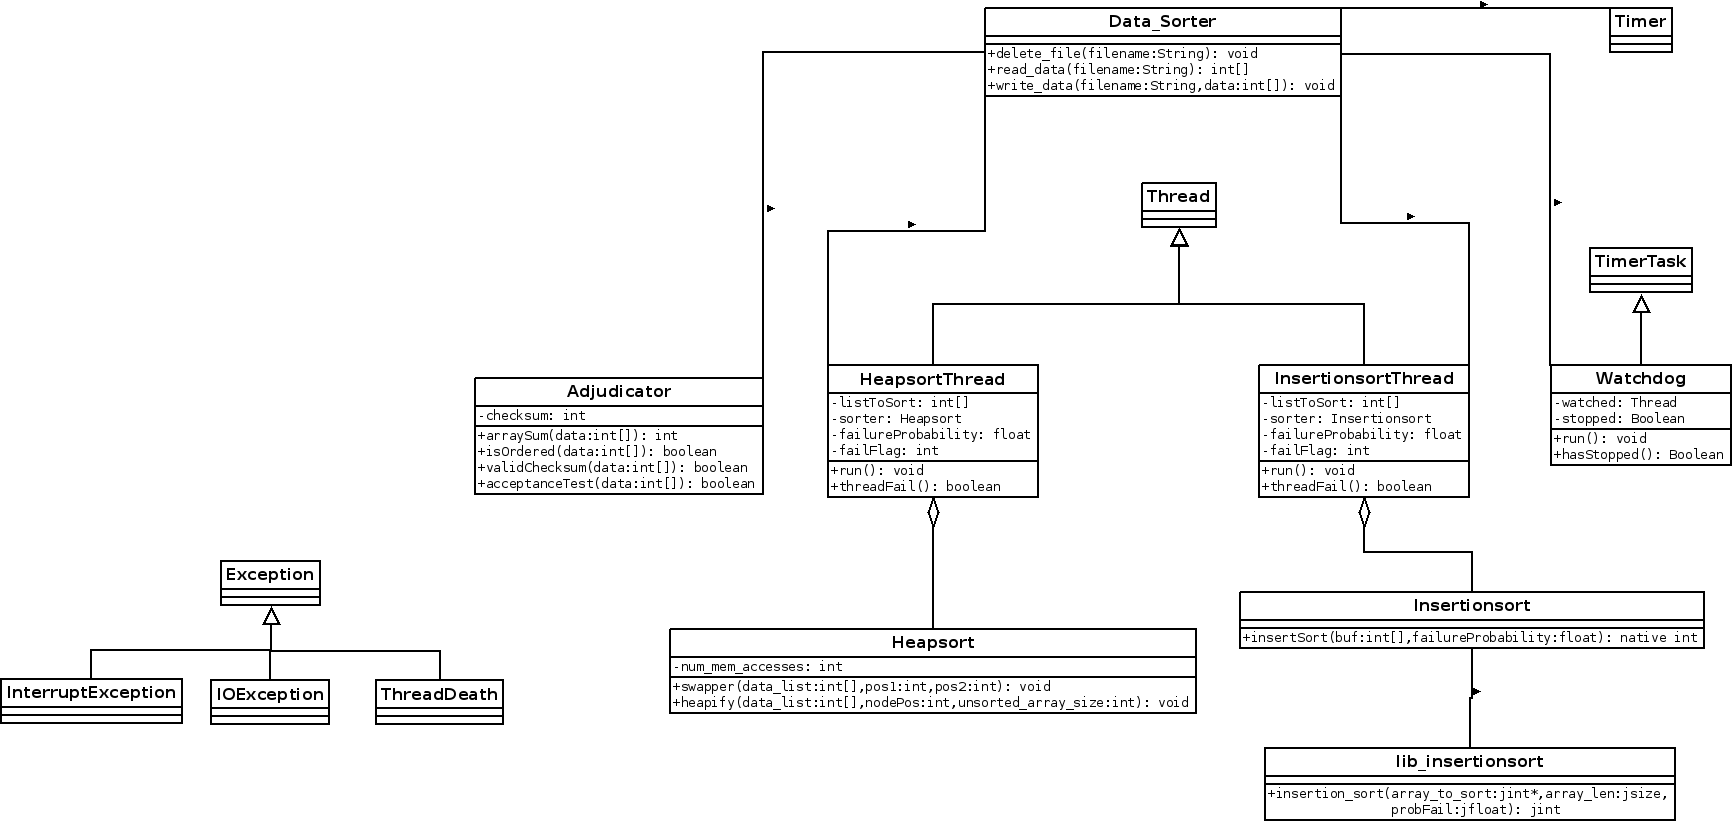 Data_Sorter
+delete_file(filename:String): void
+read_data(filename:String): int[]
+write_data(filename:String,data:int[]): void
Timer
Thread
TimerTask
Adjudicator
-checksum: int
+arraySum(data:int[]): int
+isOrdered(data:int[]): boolean
+validChecksum(data:int[]): boolean
+acceptanceTest(data:int[]): boolean
HeapsortThread
-listToSort: int[]
-sorter: Heapsort
-failureProbability: float
-failFlag: int
+run(): void
+threadFail(): boolean
InsertionsortThread
-listToSort: int[]
-sorter: Insertionsort
-failureProbability: float
-failFlag: int
+run(): void
+threadFail(): boolean
Watchdog
-watched: Thread
-stopped: Boolean
+run(): void
+hasStopped(): Boolean
Exception
InterruptException
IOException
ThreadDeath
Heapsort
-num_mem_accesses: int
+swapper(data_list:int[],pos1:int,pos2:int): void
+heapify(data_list:int[],nodePos:int,unsorted_array_size:int): void
Insertionsort
+insertSort(buf:int[],failureProbability:float): native int
lib_insertionsort
+insertion_sort(array_to_sort:jint*,array_len:jsize,
probFail:jfloat): jint